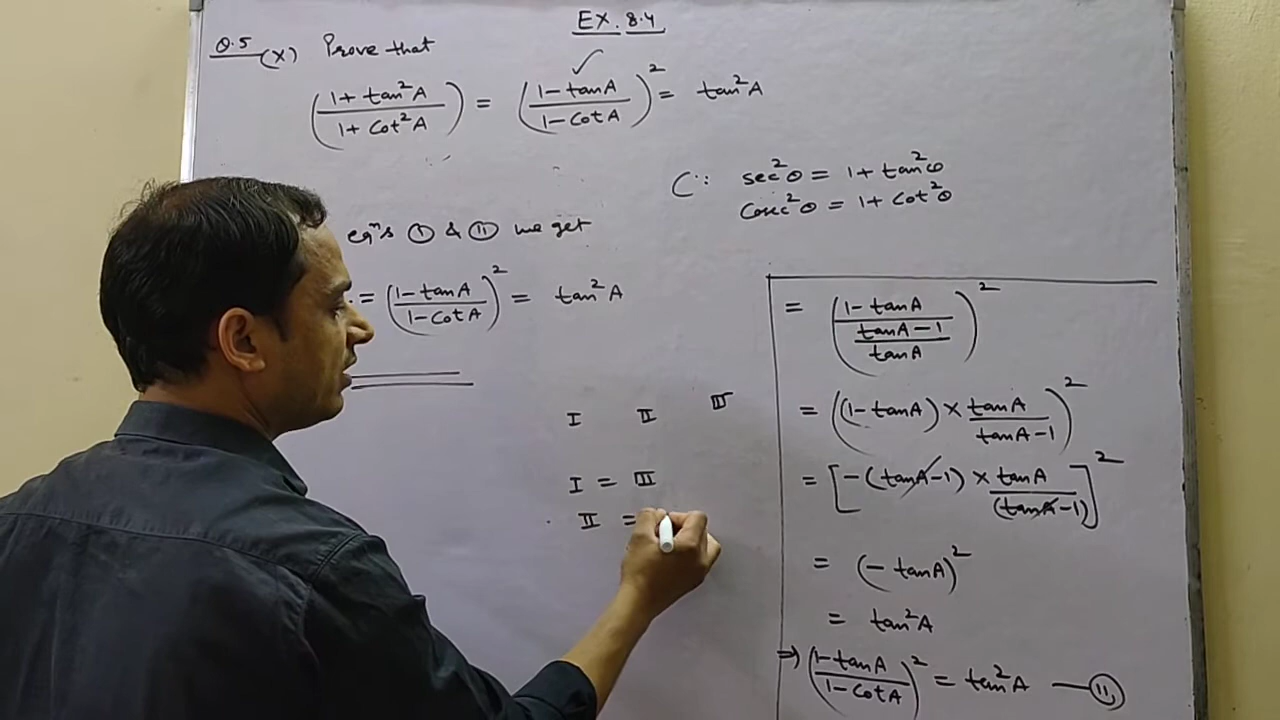 EX. 8.4
Q.5 (X) Prove that
(1 + tan²A / 1 + cot²A) = (1 - tanA / 1 - cotA)² = tan²A
(∵ sec²θ = 1 + tan²θ
cosec²θ = 1 + cot²θ
eqⁿs Ⓘ & Ⓘⓘ we get
= (1 - tanA / 1 - cotA)² = tan²A
I II III
I = III
II =
= (1 - tanA / (tanA - 1 / tanA))²
= ((1 - tanA) × tanA / tanA - 1)²
= [-(tanA - 1) × tanA / (tanA - 1)]²
= (- tanA)²
= tan²A
⇒ (1 - tanA / 1 - cotA)² = tan²A — Ⓘⓘ